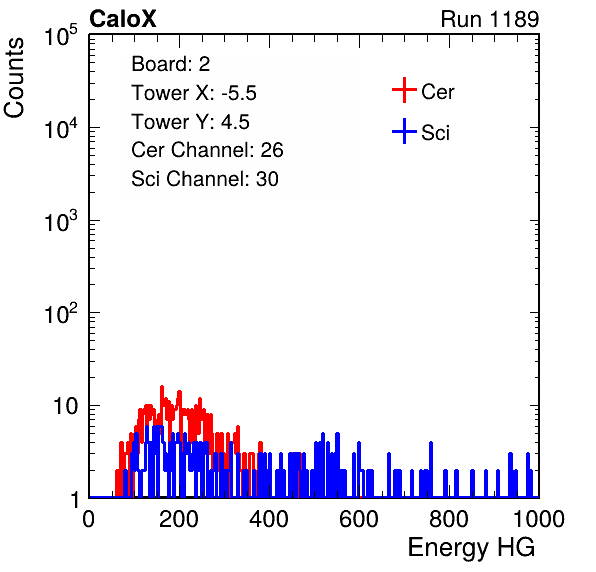 CaloX Run 1189
Counts
10^5
10^4
10^3
10^2
10
1
Board: 2
Tower X: -5.5
Tower Y: 4.5
Cer Channel: 26
Sci Channel: 30
Cer
Sci
0 200 400 600 800 1000
Energy HG